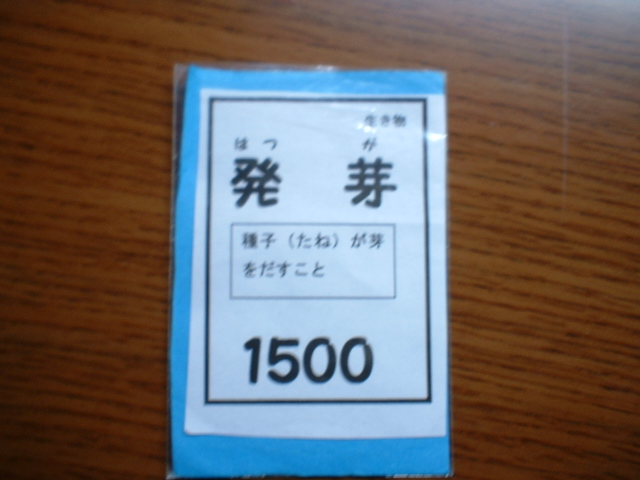 生き物
はつ が
発 芽
種子（たね）が芽
をだすこと
1500